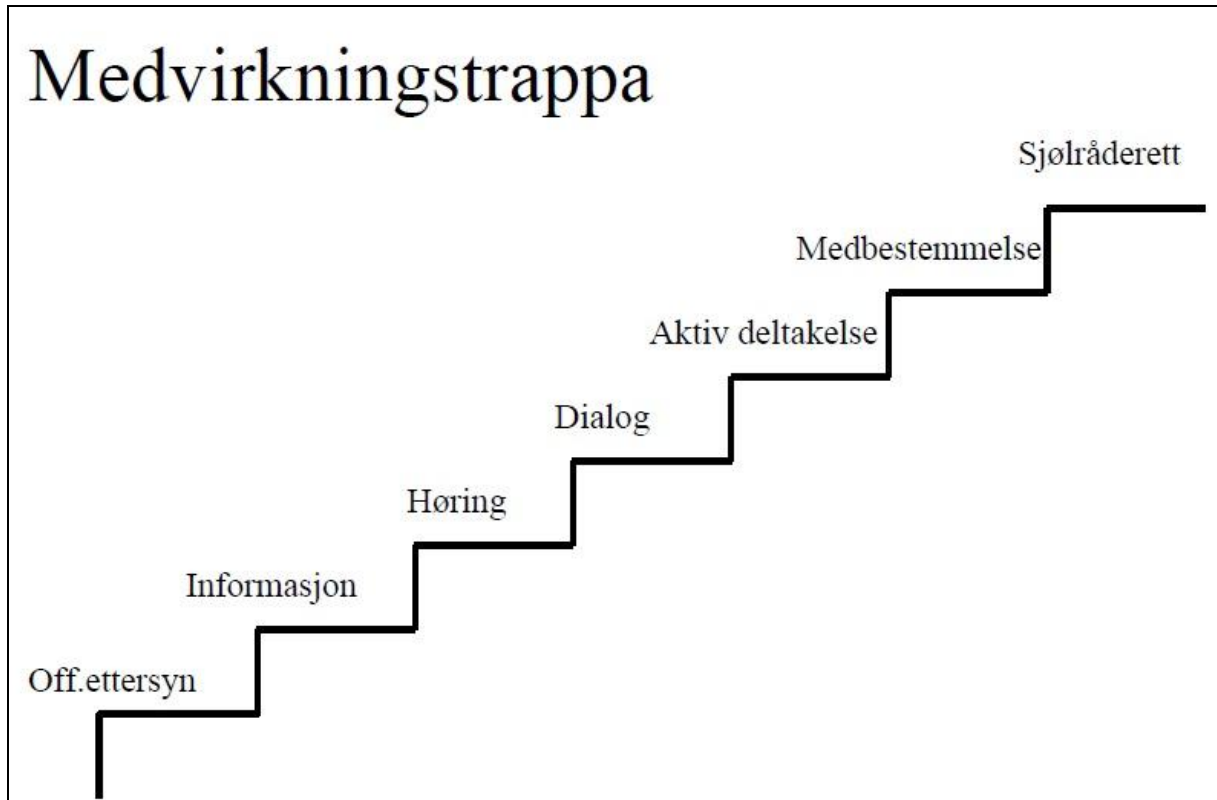 Medvirkningstrappa
Sjølråderett
Medbestemmelse
Aktiv deltakelse
Dialog
Høring
Informasjon
Off.ettersyn